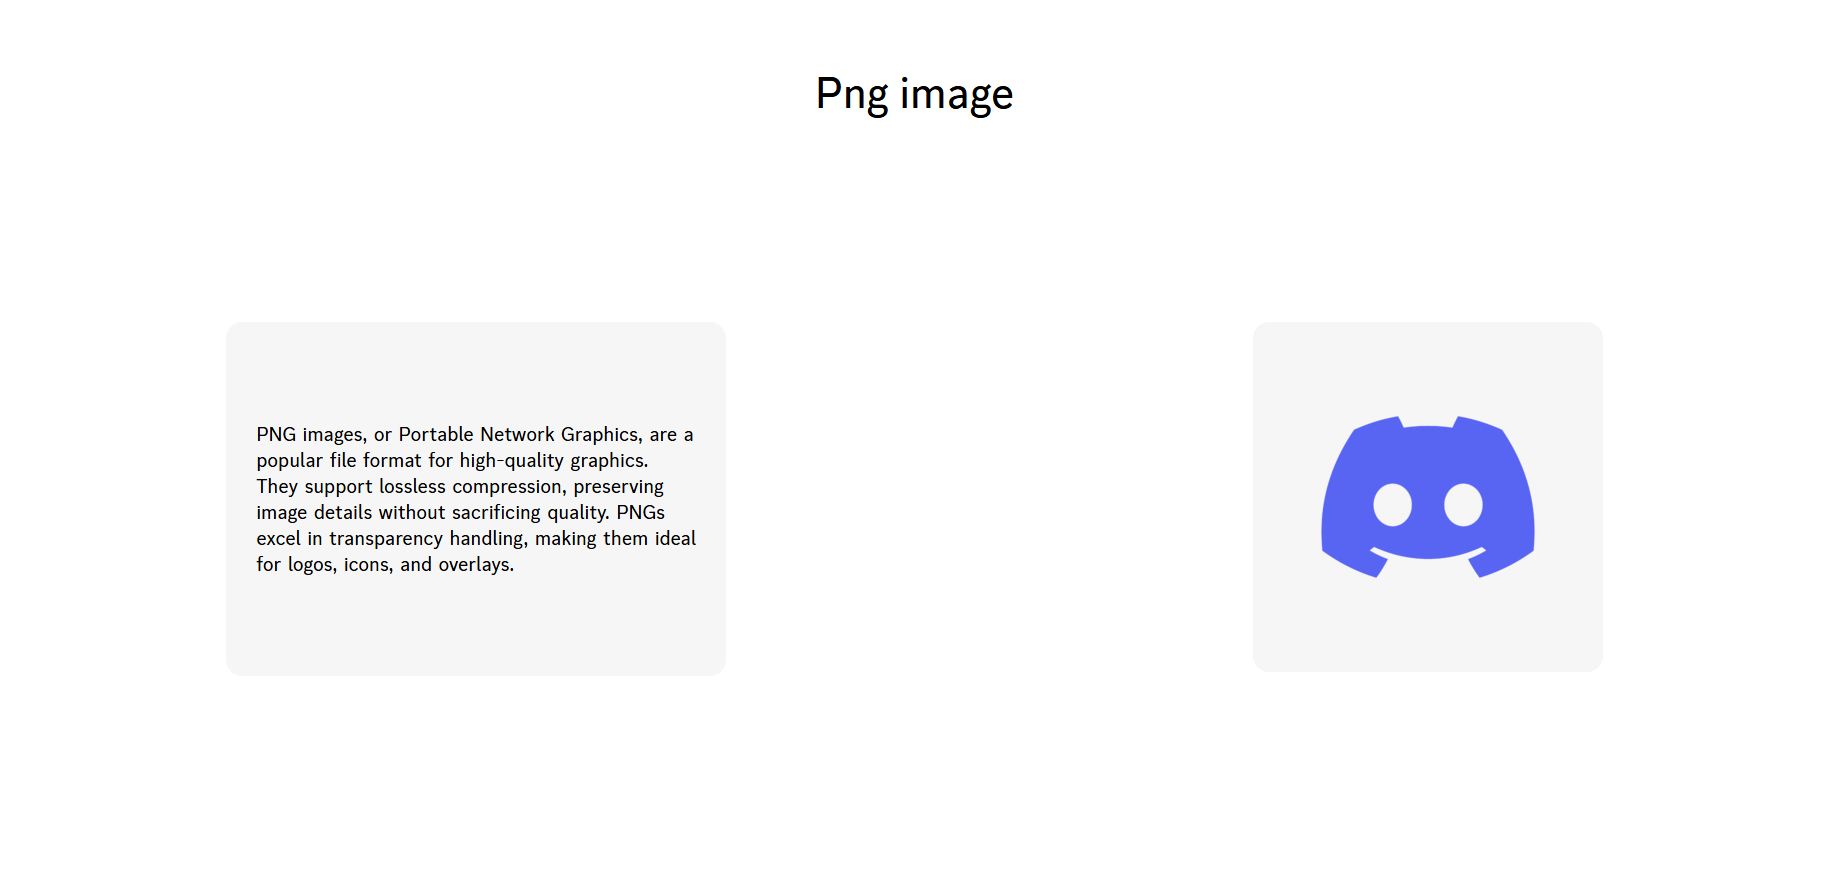 Png image
PNG images, or Portable Network Graphics, are a
popular file format for high-quality graphics.
They support lossless compression, preserving
image details without sacrificing quality. PNGs
excel in transparency handling, making them ideal
for logos, icons, and overlays.